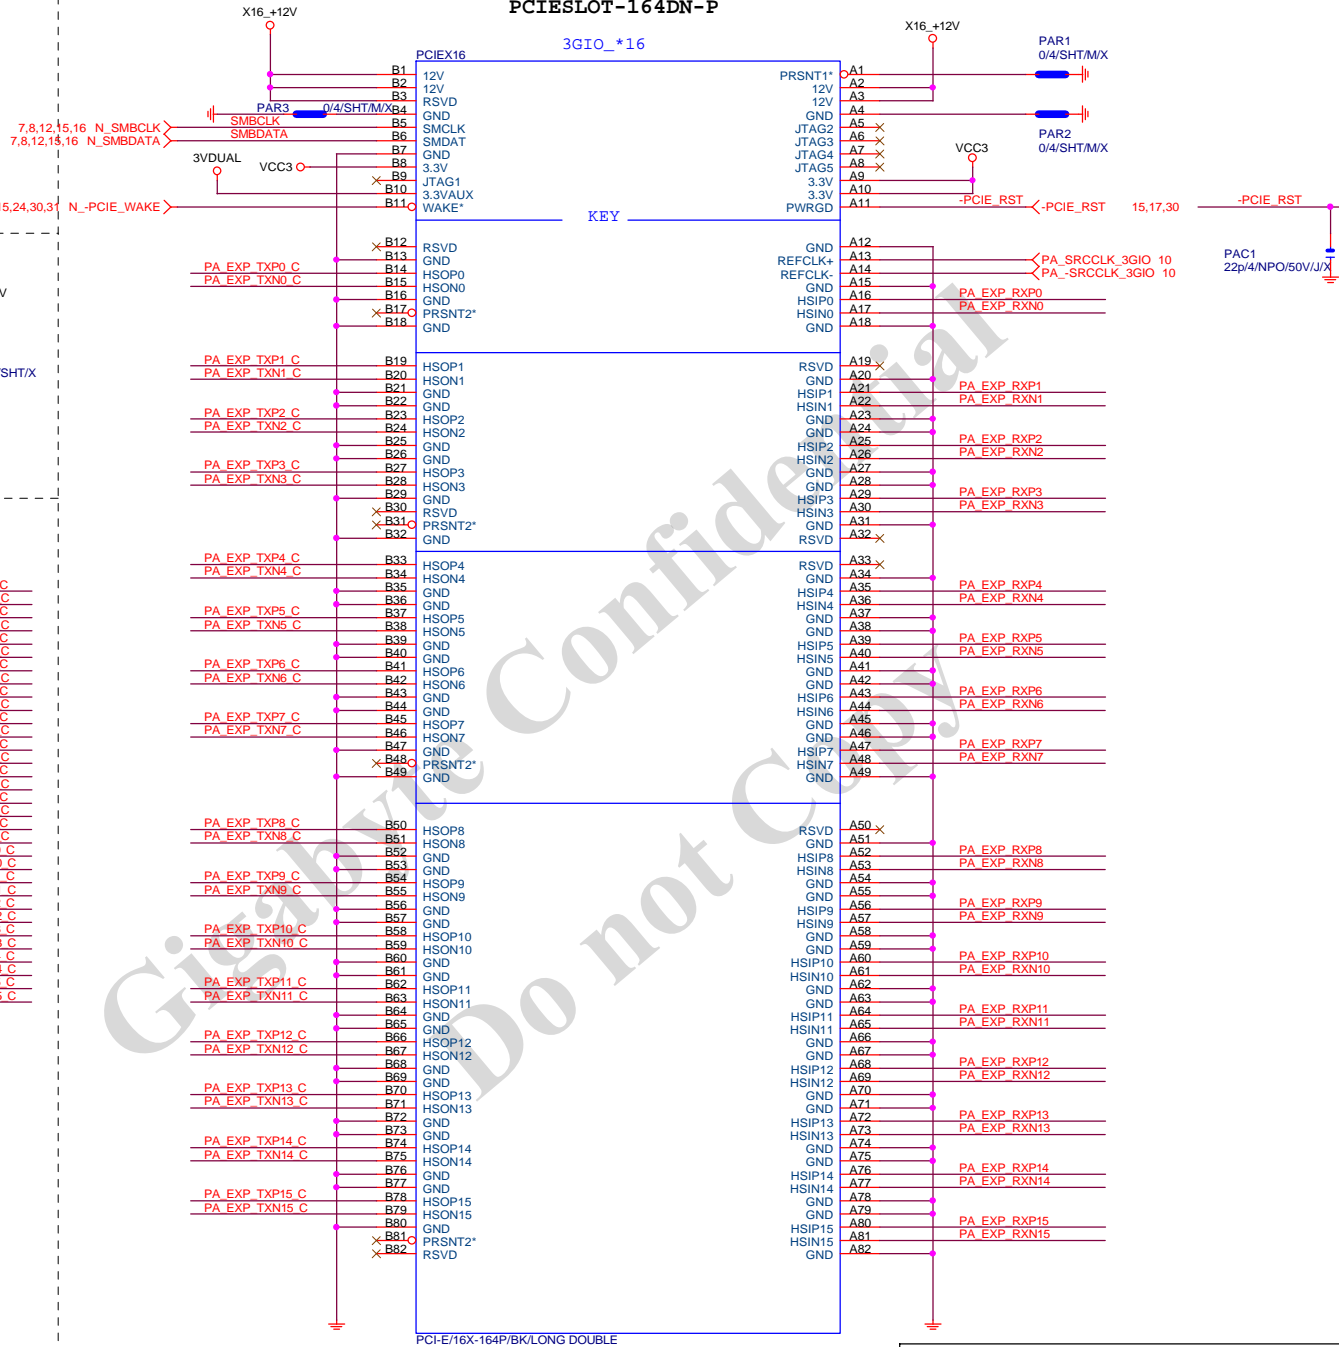 PCIESLOT-164DN-P
X16_+12V
X16_+12V
3GIO_*16
PCIEX16
PAR1
0/4/SHT/M/X
PAR2
0/4/SHT/M/X
PAR3
0/4/SHT/M/X
7,8,12,15,16 N_SMBCLK
SMBCLK
7,8,12,15,16 N_SMBDATA
SMBDATA
3VDUAL
VCC3
VCC3
15,24,30,31 N_-PCIE_WAKE
-PCIE_RST
-PCIE_RST 15,17,30
-PCIE_RST
PAC1
22p/4/NPO/50V/J/X
PA_SRCCLK_3GIO 10
PA_-SRCCLK_3GIO 10
V
/SHT/X
KEY
B1 12V PRSNT1* A1
B2 12V 12V A2
B3 RSVD 12V A3
B4 GND GND A4
B5 SMCLK JTAG2 A5
B6 SMDAT JTAG3 A6
B7 GND JTAG4 A7
B8 3.3V JTAG5 A8
B9 JTAG1 3.3V A9
B10 3.3VAUX 3.3V A10
B11 WAKE* PWRGD A11
B12 RSVD GND A12
B13 GND REFCLK+ A13
PA_EXP_TXP0_C B14 HSOP0 REFCLK- A14
PA_EXP_TXN0_C B15 HSON0 GND A15
B16 GND HSIP0 A16 PA_EXP_RXP0
B17 PRSNT2* HSIN0 A17 PA_EXP_RXN0
B18 GND GND A18
PA_EXP_TXP1_C B19 HSOP1 RSVD A19
PA_EXP_TXN1_C B20 HSON1 GND A20
B21 GND HSIP1 A21 PA_EXP_RXP1
B22 GND HSIN1 A22 PA_EXP_RXN1
PA_EXP_TXP2_C B23 HSOP2 GND A23
PA_EXP_TXN2_C B24 HSON2 GND A24
B25 GND HSIP2 A25 PA_EXP_RXP2
B26 GND HSIN2 A26 PA_EXP_RXN2
PA_EXP_TXP3_C B27 HSOP3 GND A27
PA_EXP_TXN3_C B28 HSON3 GND A28
B29 GND HSIP3 A29 PA_EXP_RXP3
B30 RSVD HSIN3 A30 PA_EXP_RXN3
B31 PRSNT2* GND A31
B32 GND RSVD A32
PA_EXP_TXP4_C B33 HSOP4 RSVD A33
PA_EXP_TXN4_C B34 HSON4 GND A34
B35 GND HSIP4 A35 PA_EXP_RXP4
B36 GND HSIN4 A36 PA_EXP_RXN4
PA_EXP_TXP5_C B37 HSOP5 GND A37
PA_EXP_TXN5_C B38 HSON5 GND A38
B39 GND HSIP5 A39 PA_EXP_RXP5
B40 GND HSIN5 A40 PA_EXP_RXN5
PA_EXP_TXP6_C B41 HSOP6 GND A41
PA_EXP_TXN6_C B42 HSON6 GND A42
B43 GND HSIP6 A43 PA_EXP_RXP6
B44 GND HSIN6 A44 PA_EXP_RXN6
PA_EXP_TXP7_C B45 HSOP7 GND A45
PA_EXP_TXN7_C B46 HSON7 GND A46
B47 GND HSIP7 A47 PA_EXP_RXP7
B48 PRSNT2* HSIN7 A48 PA_EXP_RXN7
B49 GND GND A49
PA_EXP_TXP8_C B50 HSOP8 RSVD A50
PA_EXP_TXN8_C B51 HSON8 GND A51
B52 GND HSIP8 A52 PA_EXP_RXP8
B53 GND HSIN8 A53 PA_EXP_RXN8
PA_EXP_TXP9_C B54 HSOP9 GND A54
PA_EXP_TXN9_C B55 HSON9 GND A55
B56 GND HSIP9 A56 PA_EXP_RXP9
B57 GND HSIN9 A57 PA_EXP_RXN9
PA_EXP_TXP10_C B58 HSOP10 GND A58
PA_EXP_TXN10_C B59 HSON10 GND A59
B60 GND HSIP10 A60 PA_EXP_RXP10
B61 GND HSIN10 A61 PA_EXP_RXN10
PA_EXP_TXP11_C B62 HSOP11 GND A62
PA_EXP_TXN11_C B63 HSON11 GND A63
B64 GND HSIP11 A64 PA_EXP_RXP11
B65 GND HSIN11 A65 PA_EXP_RXN11
PA_EXP_TXP12_C B66 HSOP12 GND A66
PA_EXP_TXN12_C B67 HSON12 GND A67
B68 GND HSIP12 A68 PA_EXP_RXP12
B69 GND HSIN12 A69 PA_EXP_RXN12
PA_EXP_TXP13_C B70 HSOP13 GND A70
PA_EXP_TXN13_C B71 HSON13 GND A71
B72 GND HSIP13 A72 PA_EXP_RXP13
B73 GND HSIN13 A73 PA_EXP_RXN13
PA_EXP_TXP14_C B74 HSOP14 GND A74
PA_EXP_TXN14_C B75 HSON14 GND A75
B76 GND HSIP14 A76 PA_EXP_RXP14
B77 GND HSIN14 A77 PA_EXP_RXN14
PA_EXP_TXP15_C B78 HSOP15 GND A78
PA_EXP_TXN15_C B79 HSON15 GND A79
B80 GND HSIP15 A80 PA_EXP_RXP15
B81 PRSNT2* HSIN15 A81 PA_EXP_RXN15
B82 RSVD GND A82
PCI-E/16X-164P/BK/LONG DOUBLE
Gigabyte Confidential
Do not Copy